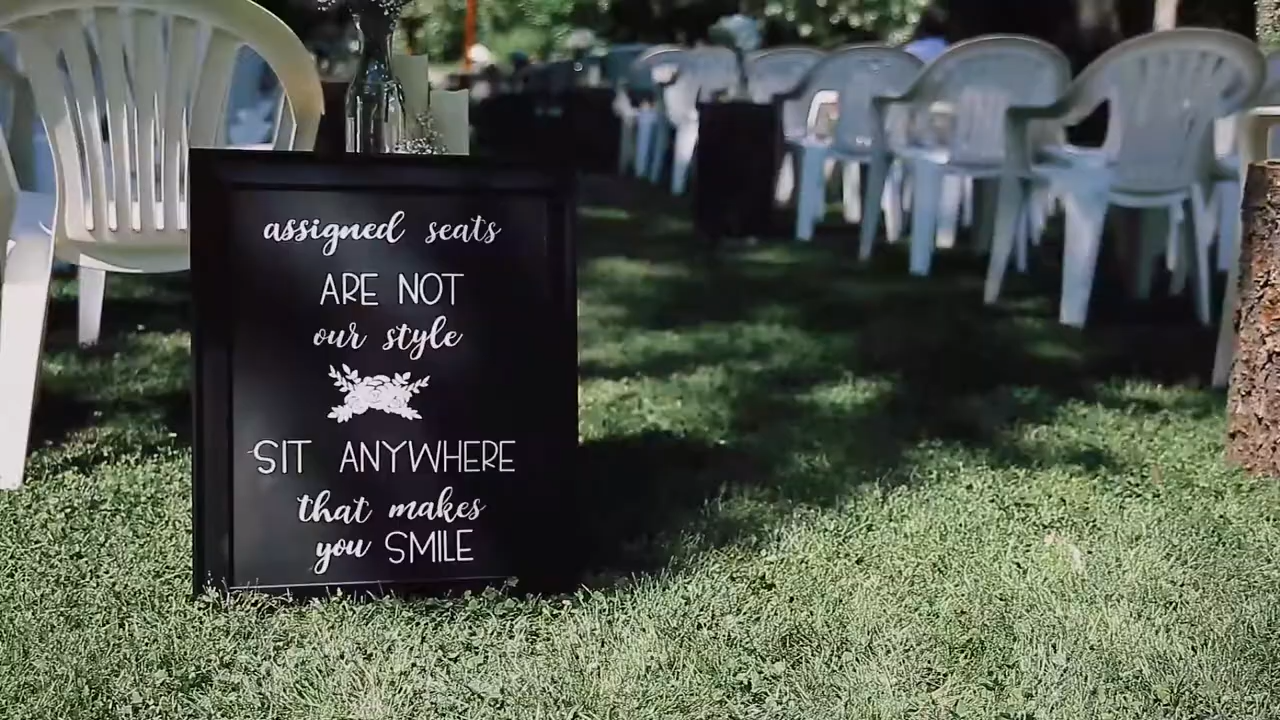 assigned seats
ARE NOT
our style
SIT ANYWHERE
that makes
you SMILE